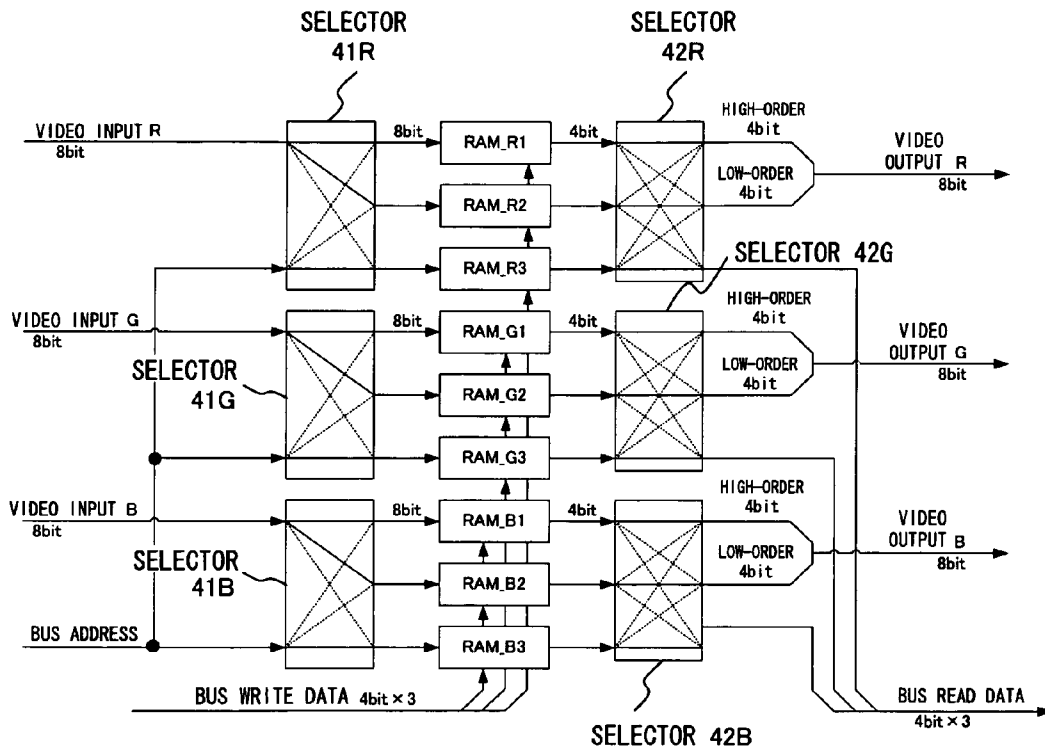 SELECTOR
41R
SELECTOR
42R
VIDEO INPUT R
8bit
8bit
RAM_R1
4bit
HIGH-ORDER
4bit
LOW-ORDER
4bit
VIDEO
OUTPUT R
8bit
RAM_R2
RAM_R3
SELECTOR 42G
VIDEO INPUT G
8bit
8bit
RAM_G1
4bit
HIGH-ORDER
4bit
LOW-ORDER
4bit
VIDEO
OUTPUT G
8bit
SELECTOR
41G
RAM_G2
RAM_G3
VIDEO INPUT B
8bit
8bit
RAM_B1
4bit
HIGH-ORDER
4bit
LOW-ORDER
4bit
VIDEO
OUTPUT B
8bit
SELECTOR
41B
RAM_B2
BUS ADDRESS
RAM_B3
BUS WRITE DATA 4bit×3
SELECTOR 42B
BUS READ DATA
4bit×3